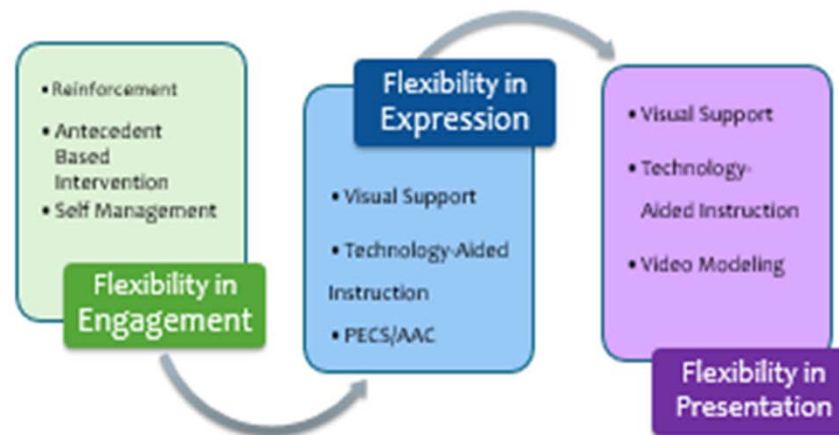 • Reinforcement
• Antecedent
Based
Intervention
• Self Management
Flexibility in
Engagement
Flexibility in
Expression
• Visual Support
• Technology-Aided
Instruction
• PECS/AAC
• Visual Support
• Technology-
Aided Instruction
• Video Modeling
Flexibility in
Presentation